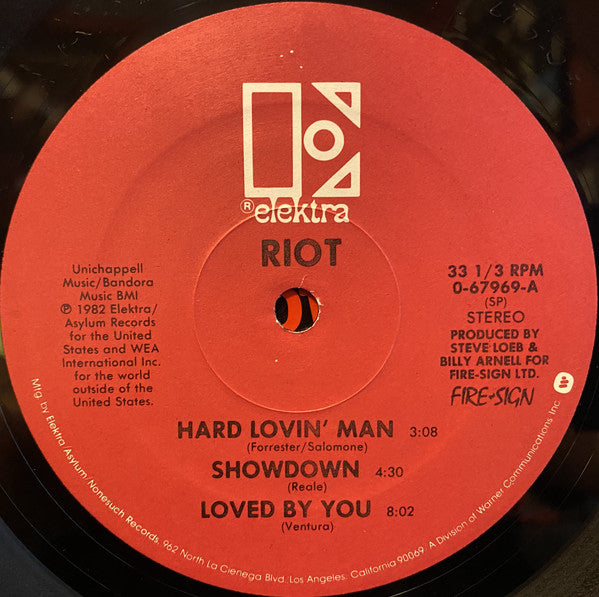 ® elektra
RIOT
Unichappell
Music/Bandora
Music BMI
℗ 1982 Elektra/
Asylum Records
for the United
States and WEA
International Inc.
for the world
outside of the
United States.
33 1/3 RPM
0-67969-A
(SP)
STEREO
PRODUCED BY
STEVE LOEB &
BILLY ARNELL FOR
FIRE-SIGN LTD.
FIRE SIGN
HARD LOVIN' MAN 3:08
(Forrester/Salomone)
SHOWDOWN 4:30
(Reale)
LOVED BY YOU 8:02
(Ventura)
Mfg. by Elektra/Asylum/Nonesuch Records, 962 North La Cienega Blvd., Los Angeles, California 90069. A Division of Warner Communications Inc.